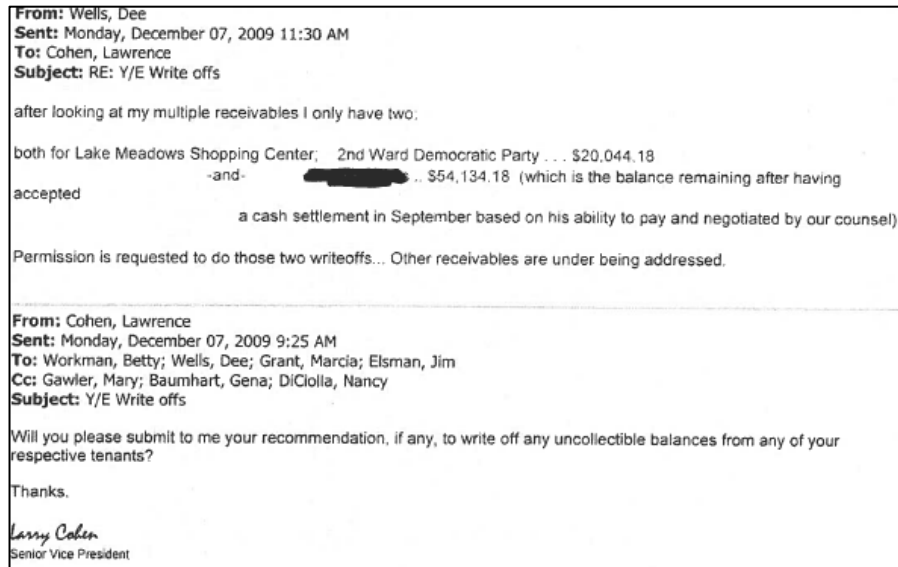 From: Wells, Dee
Sent: Monday, December 07, 2009 11:30 AM
To: Cohen, Lawrence
Subject: RE: Y/E Write offs
after looking at my multiple receivables I only have two;
both for Lake Meadows Shopping Center; 2nd Ward Democratic Party . . . $20,044.18
-and- .. $54,134.18 (which is the balance remaining after having
accepted
a cash settlement in September based on his ability to pay and negotiated by our counsel)
Permission is requested to do those two writeoffs... Other receivables are under being addressed.
From: Cohen, Lawrence
Sent: Monday, December 07, 2009 9:25 AM
To: Workman, Betty; Wells, Dee; Grant, Marcia; Elsman, Jim
Cc: Gawler, Mary; Baumhart, Gena; DiCiolla, Nancy
Subject: Y/E Write offs
Will you please submit to me your recommendation, if any, to write off any uncollectible balances from any of your
respective tenants?
Thanks.
Larry Cohen
Senior Vice President